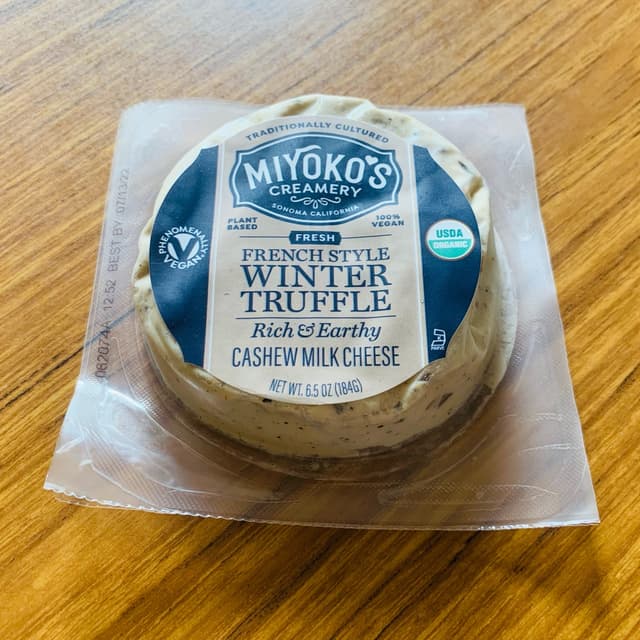 TRADITIONALLY CULTURED
MIYOKO'S
CREAMERY
SONOMA CALIFORNIA
PLANT
BASED
100%
VEGAN
FRESH
PHENOMENALLY
V
VEGAN
USDA
ORGANIC
FRENCH STYLE
WINTER
TRUFFLE
Rich & Earthy
CASHEW MILK CHEESE
NET WT. 6.5 OZ (184G)
12:52 BEST BY 07/13/22